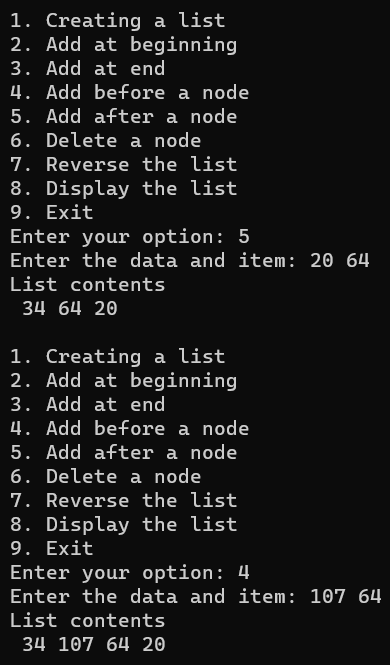 1. Creating a list
2. Add at beginning
3. Add at end
4. Add before a node
5. Add after a node
6. Delete a node
7. Reverse the list
8. Display the list
9. Exit
Enter your option: 5
Enter the data and item: 20 64
List contents
34 64 20
1. Creating a list
2. Add at beginning
3. Add at end
4. Add before a node
5. Add after a node
6. Delete a node
7. Reverse the list
8. Display the list
9. Exit
Enter your option: 4
Enter the data and item: 107 64
List contents
34 107 64 20